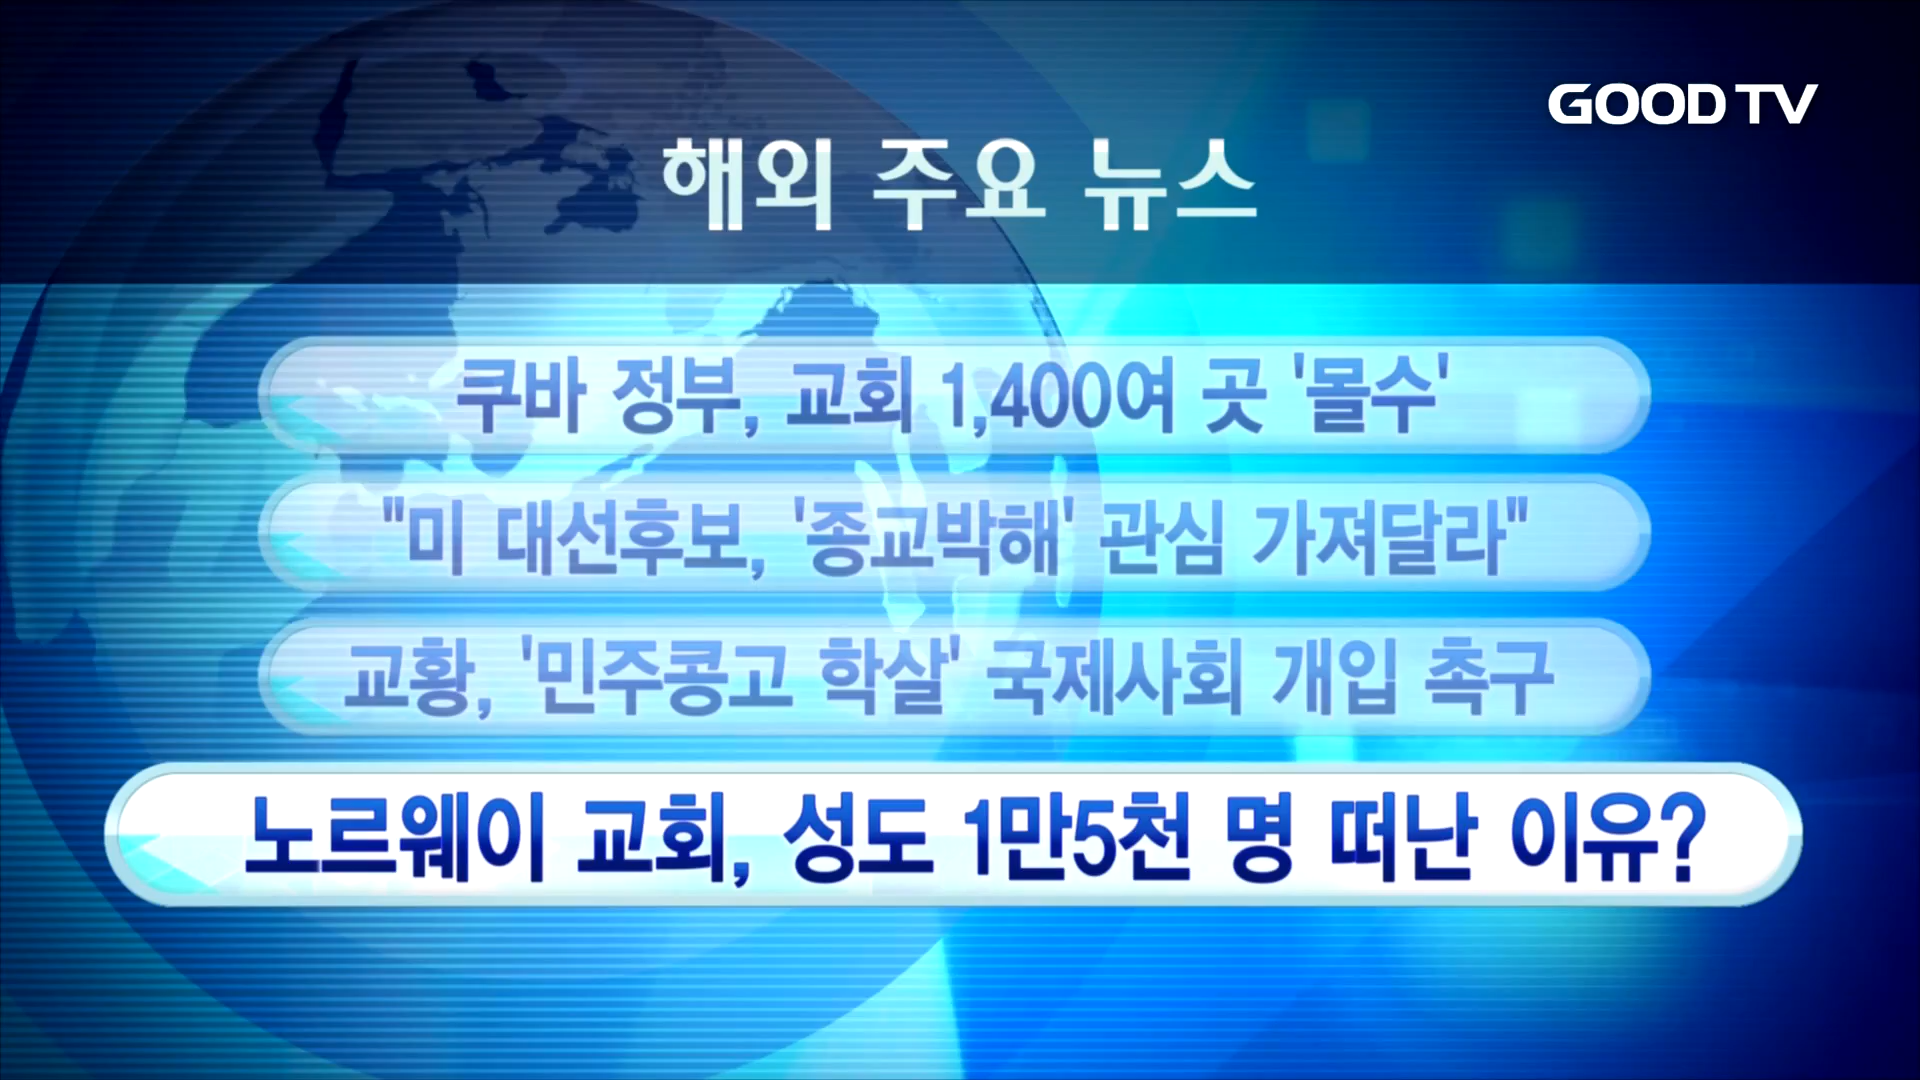 GOODTV
해외 주요 뉴스
쿠바 정부, 교회 1,400여 곳 '몰수'
"미 대선후보, '종교박해' 관심 가져달라"
교황, '민주콩고 학살' 국제사회 개입 촉구
노르웨이 교회, 성도 1만5천 명 떠난 이유?